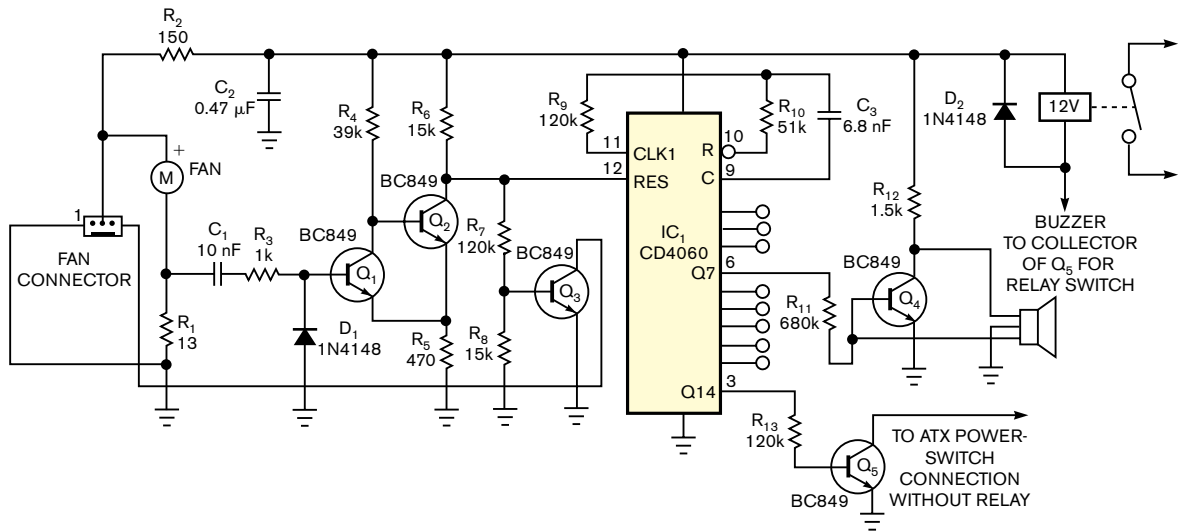 R2
150
C2
0.47 μF
R4
39k
R6
15k
R9
120k
11
CLK1
12
RES
10
R
R10
51k
C3
6.8 nF
9
C
D2
1N4148
12V
+
M
FAN
1
FAN
CONNECTOR
C1
10 nF
R3
1k
BC849
Q1
BC849
Q2
R7
120k
BC849
Q3
IC1
CD4060
6
Q7
R12
1.5k
BC849
Q4
BUZZER
TO COLLECTOR
OF Q5 FOR
RELAY SWITCH
R1
13
D1
1N4148
R5
470
R8
15k
R11
680k
Q14
3
R13
120k
BC849
Q5
TO ATX POWER-
SWITCH
CONNECTION
WITHOUT RELAY